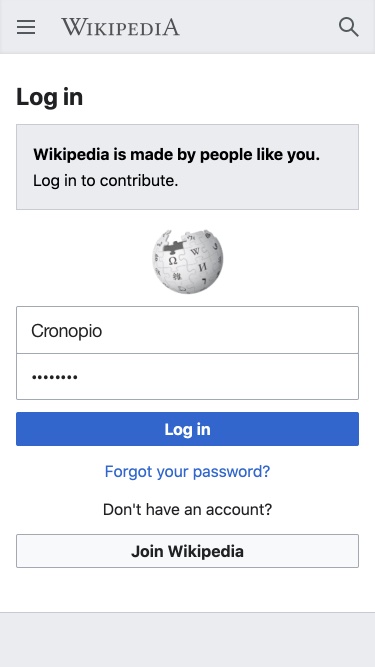 WIKIPEDIA
Log in
Wikipedia is made by people like you.
Log in to contribute.
Ω W И
Cronopio
••••••••
Log in
Forgot your password?
Don't have an account?
Join Wikipedia